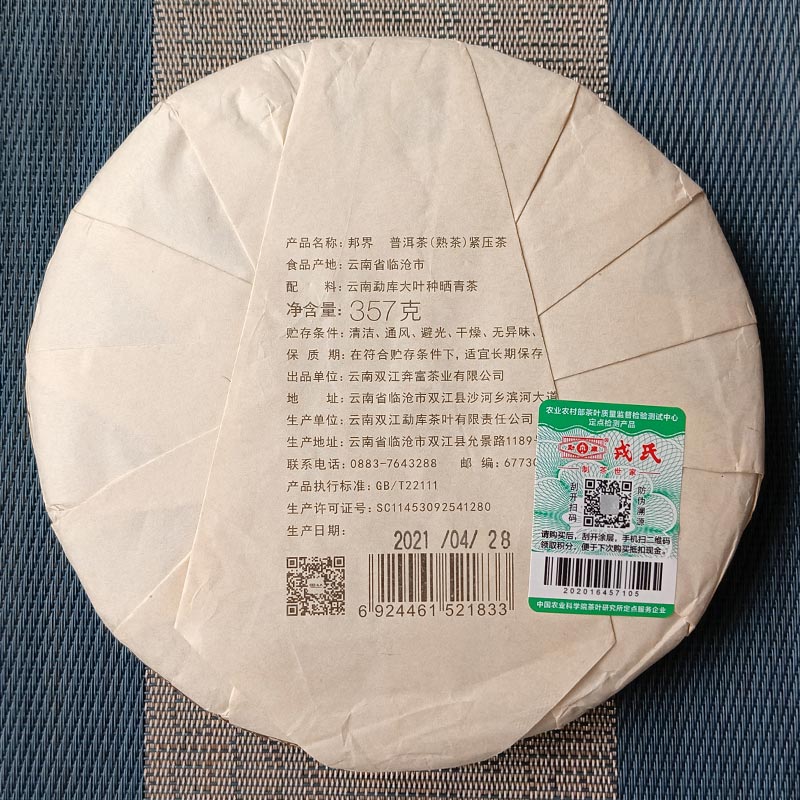 产品名称：邦界 普洱茶（熟茶）紧压茶
食品产地：云南省临沧市
配 料：云南勐库大叶种晒青茶
净含量：357克
贮存条件：清洁、通风、避光、干燥、无异味、
保 质 期：在符合贮存条件下，适宜长期保存
出品单位：云南双江奔富茶业有限公司
地 址：云南省临沧市双江县沙河乡滨河大道
生产单位：云南双江勐库茶叶有限责任公司
生产地址：云南省临沧市双江县允景路1189
联系电话：0883-7643288 邮 编：67730
产品执行标准：GB/T22111
生产许可证号：SC11453092541280
生产日期：
2021 /04/ 28
6 924461 521833
农业农村部茶叶质量监督检验测试中心
定点检测产品
戎氏
制茶世家
刮开扫码
防伪溯源
请购买后，刮开涂层，手机扫二维码
领取积分，便于下次购买抵扣现金。
202016457105
中国农业科学院茶叶研究所定点服务企业